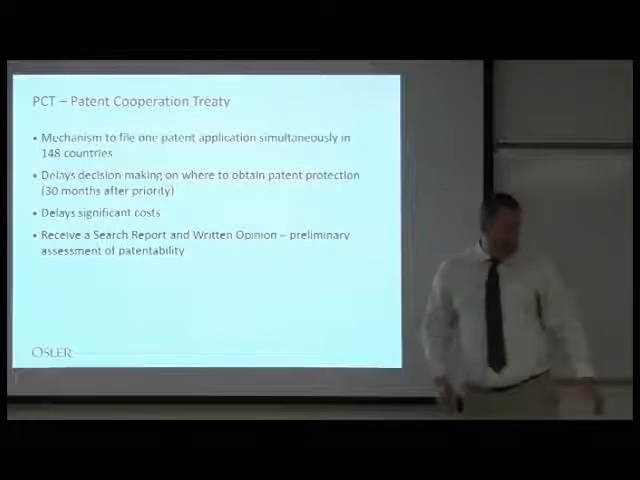 PCT – Patent Cooperation Treaty
• Mechanism to file one patent application simultaneously in
148 countries
• Delays decision making on where to obtain patent protection
(30 months after priority)
• Delays significant costs
• Receive a Search Report and Written Opinion – preliminary
assessment of patentability
OSLER